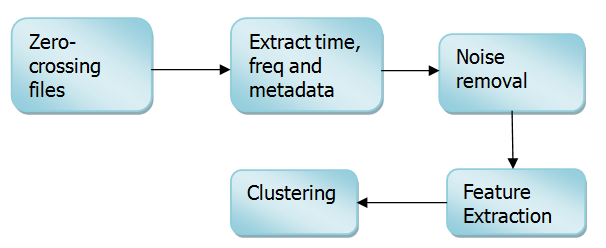 Zero-
crossing
files
Extract time,
freq and
metadata
Noise
removal
Feature
Extraction
Clustering